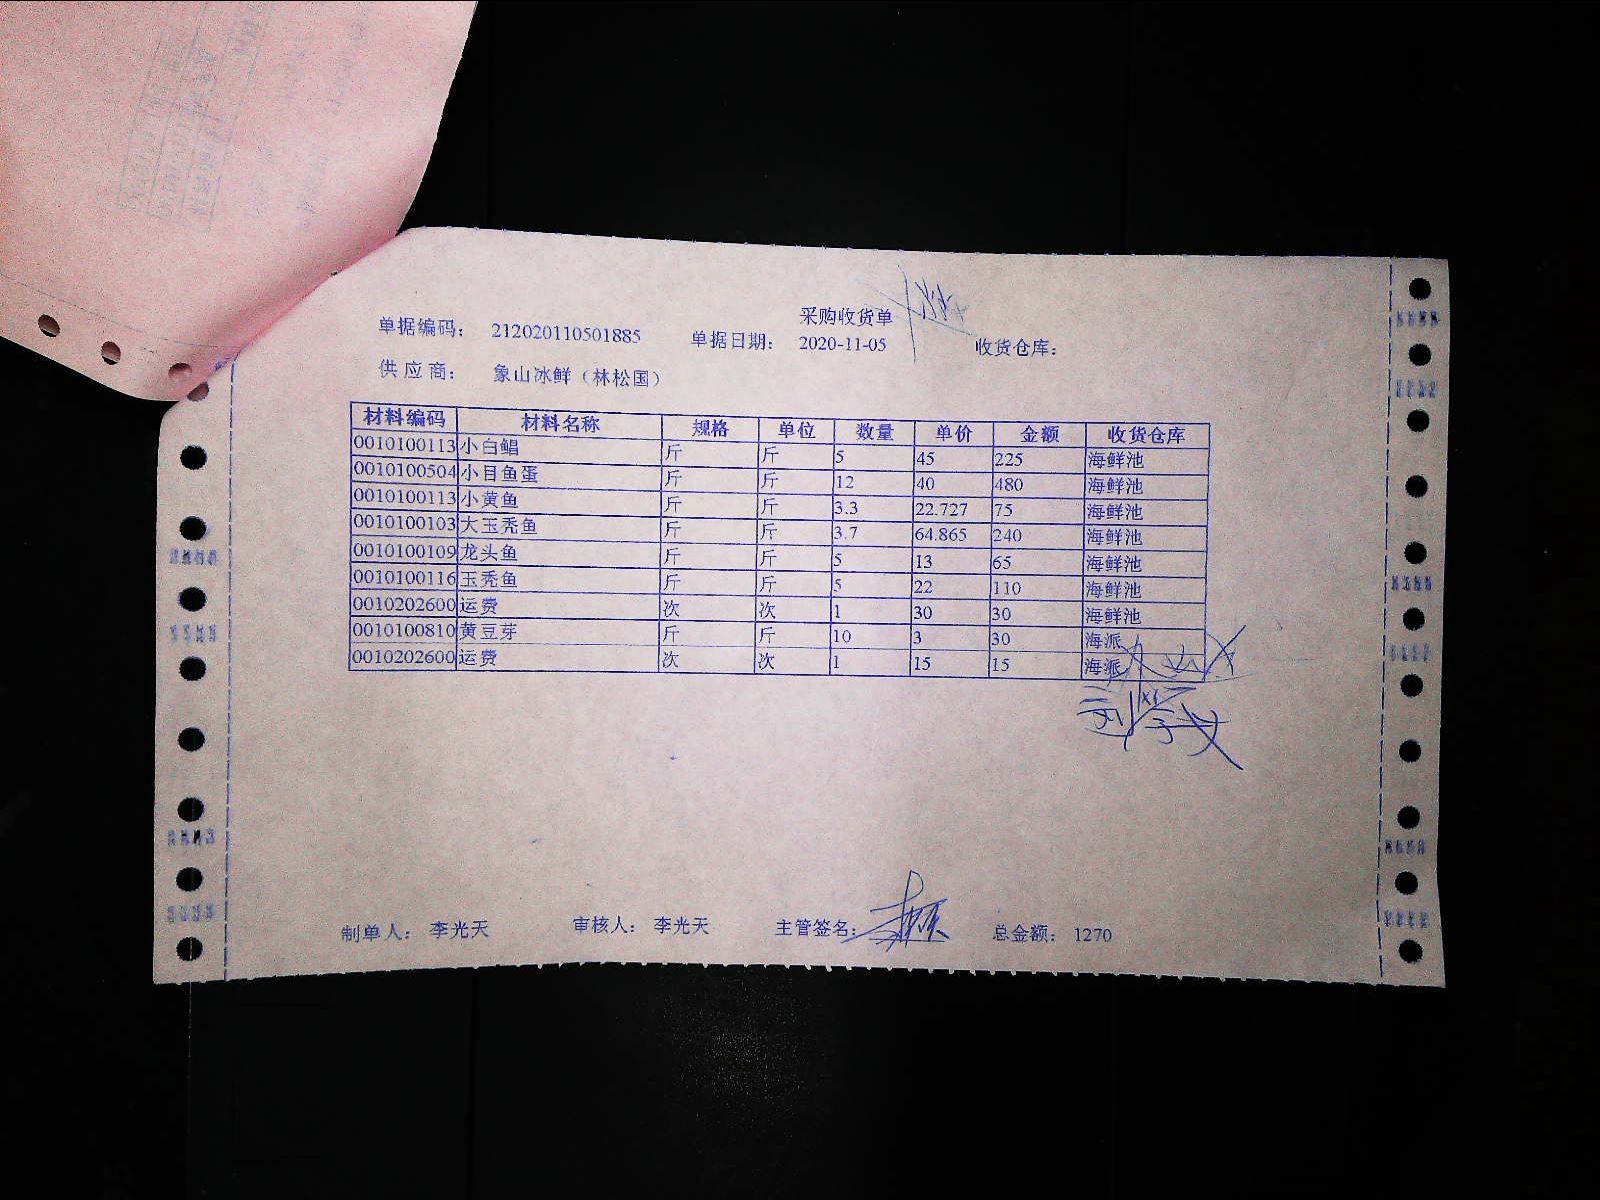 采购收货单
单据编码: 212020110501885 单据日期: 2020-11-05 收货仓库:
供 应 商: 象山冰鲜（林松国）
材料编码 材料名称 规格 单位 数量 单价 金额 收货仓库
0010100113 小白鲳 斤 斤 5 45 225 海鲜池
0010100504 小目鱼蛋 斤 斤 12 40 480 海鲜池
0010100113 小黄鱼 斤 斤 3.3 22.727 75 海鲜池
0010100103 大玉秃鱼 斤 斤 3.7 64.865 240 海鲜池
0010100109 龙头鱼 斤 斤 5 13 65 海鲜池
0010100116 玉秃鱼 斤 斤 5 22 110 海鲜池
0010202600 运费 次 次 1 30 30 海鲜池
0010100810 黄豆芽 斤 斤 10 3 30 海派
0010202600 运费 次 次 1 15 15 海派
制单人: 李光天 审核人: 李光天 主管签名: 总金额: 1270